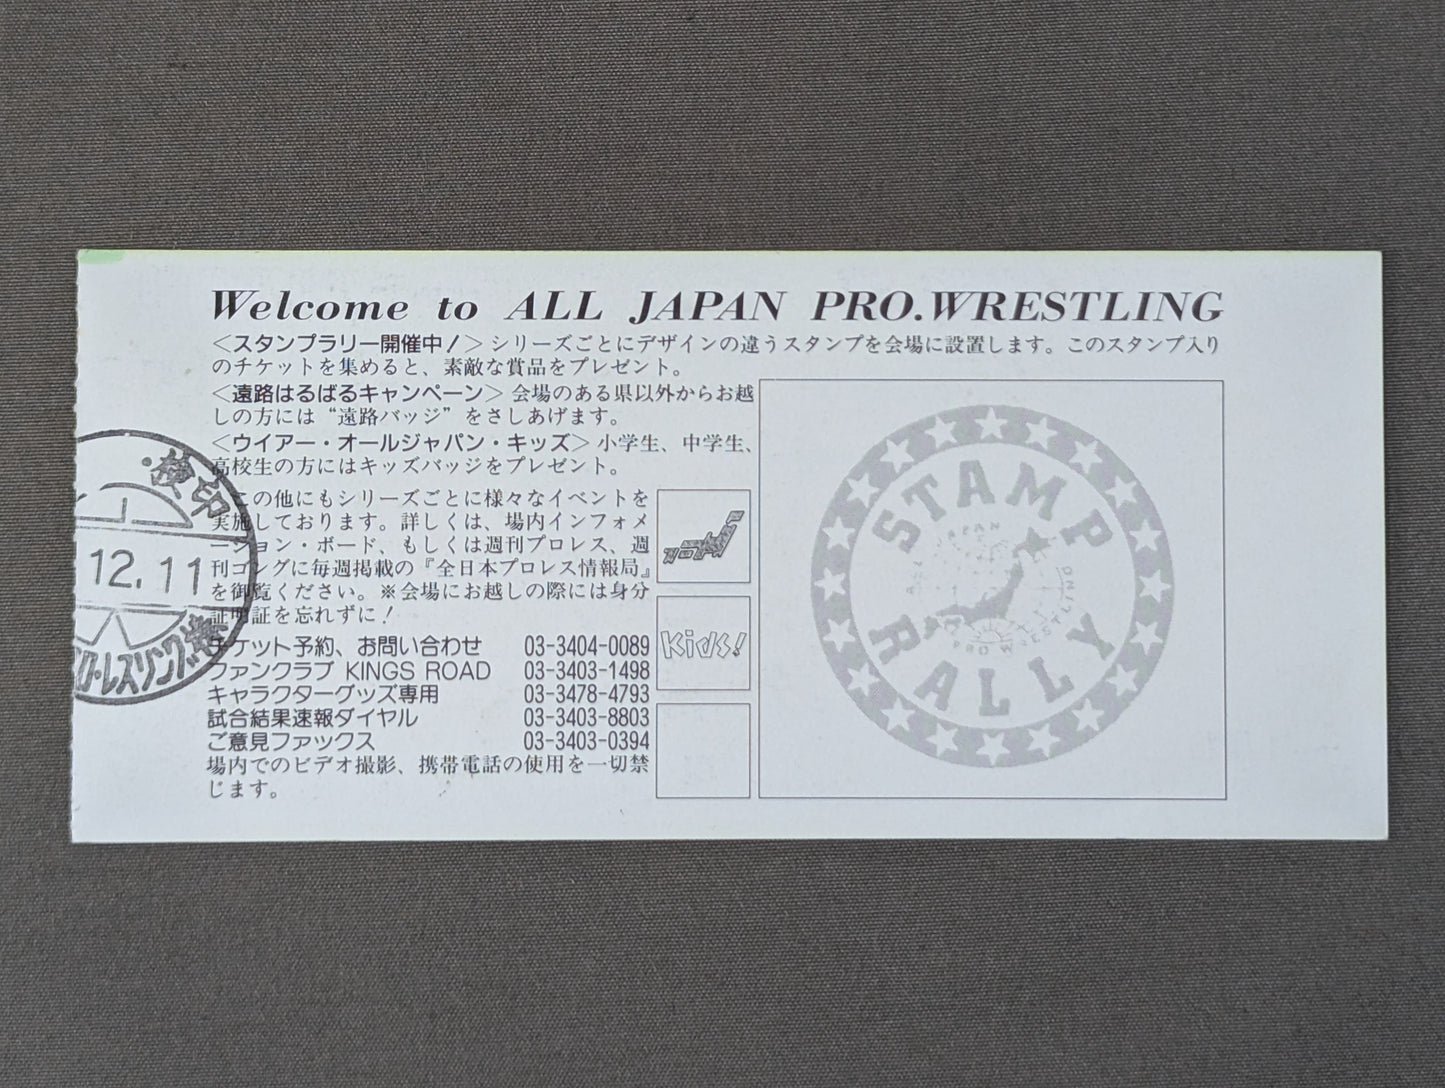 Welcome to ALL JAPAN PRO.WRESTLING
＜スタンプラリー開催中！＞シリーズごとにデザインの違うスタンプを会場に設置します。このスタンプ入り
のチケットを集めると、素敵な賞品をプレゼント。
＜遠路はるばるキャンペーン＞会場のある県以外からお越
しの方には“遠路バッジ”をさしあげます。
＜ウイアー・オールジャパン・キッズ＞小学生、中学生、
高校生の方にはキッズバッジをプレゼント。
この他にもシリーズごとに様々なイベントを
実施しております。詳しくは、場内インフォメ
ーション・ボード、もしくは週刊プロレス、週
刊ゴングに毎週掲載の『全日本プロレス情報局』
を御覧ください。※会場にお越しの際には身分
証明証を忘れずに！
チケット予約、お問い合わせ 03-3404-0089
ファンクラブ KINGS ROAD 03-3403-1498
キャラクターグッズ専用 03-3478-4793
試合結果速報ダイヤル 03-3403-8803
ご意見ファックス 03-3403-0394
場内でのビデオ撮影、携帯電話の使用を一切禁
じます。
Kids!
STAMP
RALLY
PRO WRESTLING
・検印
12.11
ロ・レスリング